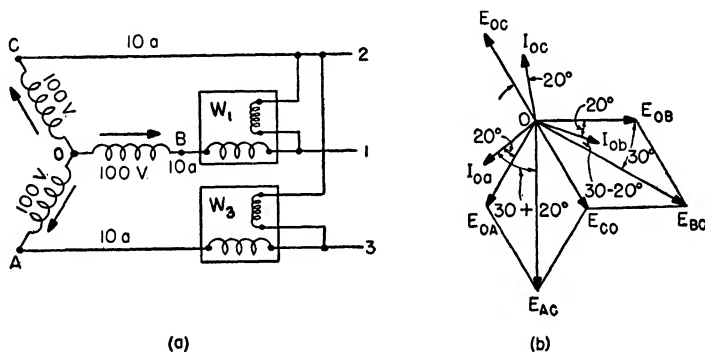 C
10 a
2
100 V.
W1
O
B
10a
1
100 V.
100 V.
W3
A
10 a
3
(a)
EOC
IOC
20°
O
20°
EOB
20°
Iob
30°
IOa
30-20°
30+20°
EOA
ECO
EBC
EAC
(b)